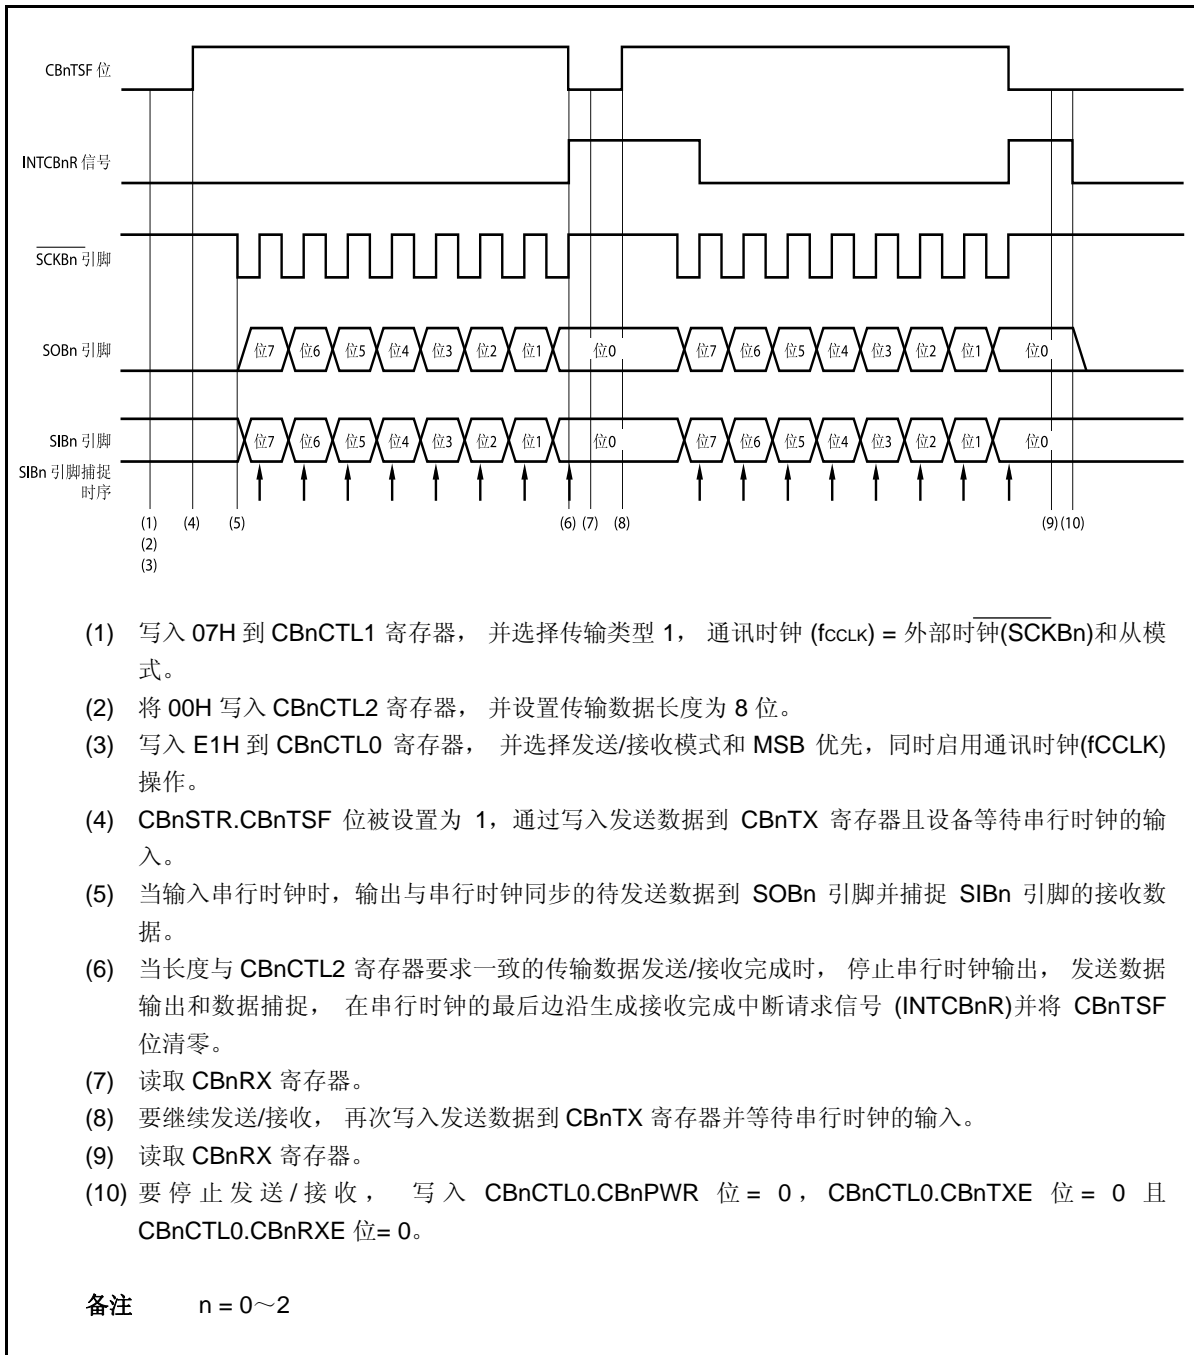 CBnTSF 位
INTCBnR 信号
SCKBn 引脚
SOBn 引脚
位7 位6 位5 位4 位3 位2 位1 位0 位7 位6 位5 位4 位3 位2 位1 位0
SIBn 引脚
位7 位6 位5 位4 位3 位2 位1 位0 位7 位6 位5 位4 位3 位2 位1 位0
SIBn 引脚捕捉
时序
(1) (4) (5) (6) (7) (8) (9) (10)
(2)
(3)
(1) 写入 07H 到 CBnCTL1 寄存器， 并选择传输类型 1， 通讯时钟 (fCCLK) = 外部时钟(SCKBn)和从模
式。
(2) 将 00H 写入 CBnCTL2 寄存器， 并设置传输数据长度为 8 位。
(3) 写入 E1H 到 CBnCTL0 寄存器， 并选择发送/接收模式和 MSB 优先，同时启用通讯时钟(fCCLK)
操作。
(4) CBnSTR.CBnTSF 位被设置为 1，通过写入发送数据到 CBnTX 寄存器且设备等待串行时钟的输
入。
(5) 当输入串行时钟时，输出与串行时钟同步的待发送数据到 SOBn 引脚并捕捉 SIBn 引脚的接收数
据。
(6) 当长度与 CBnCTL2 寄存器要求一致的传输数据发送/接收完成时， 停止串行时钟输出， 发送数据
输出和数据捕捉， 在串行时钟的最后边沿生成接收完成中断请求信号 (INTCBnR)并将 CBnTSF
位清零。
(7) 读取 CBnRX 寄存器。
(8) 要继续发送/接收， 再次写入发送数据到 CBnTX 寄存器并等待串行时钟的输入。
(9) 读取 CBnRX 寄存器。
(10) 要停止发送/接收， 写入 CBnCTL0.CBnPWR 位= 0，CBnCTL0.CBnTXE 位= 0 且
CBnCTL0.CBnRXE 位= 0。
备注 n = 0～2